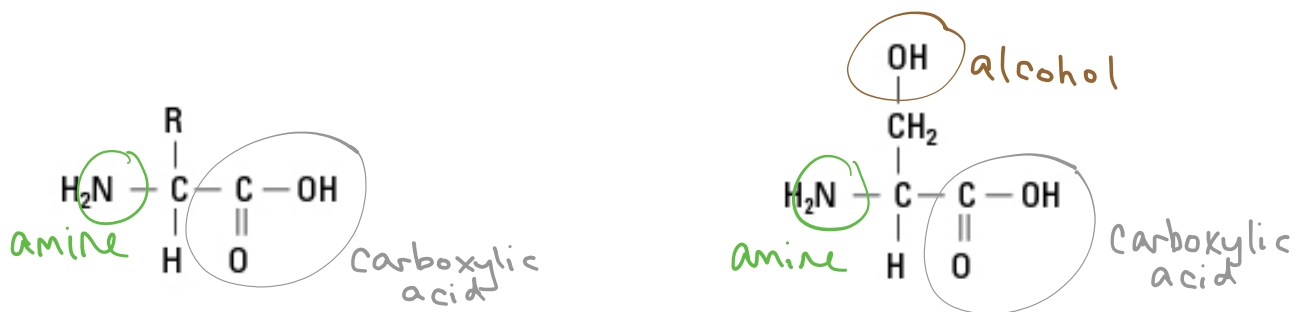 R
H₂N — C — C — OH
H O
amine
carboxylic
acid
OH
alcohol
CH₂
H₂N — C — C — OH
H O
amine
carboxylic
acid